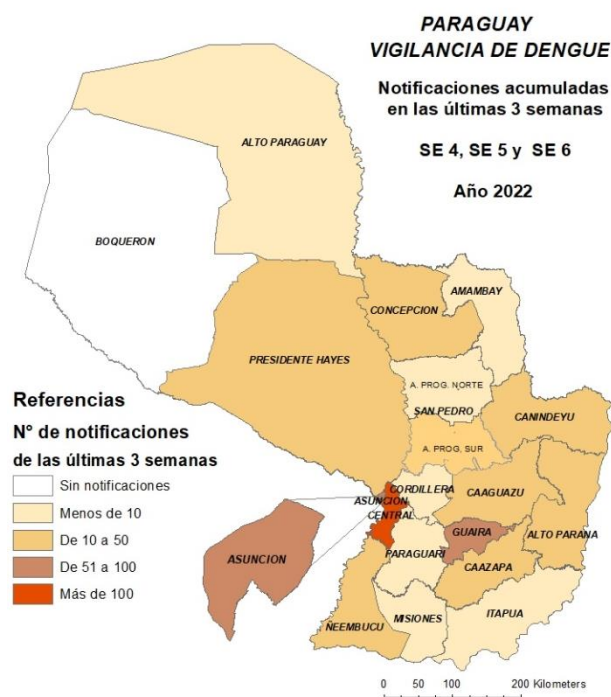 PARAGUAY
VIGILANCIA DE DENGUE
Notificaciones acumuladas
en las últimas 3 semanas
SE 4, SE 5 y SE 6
Año 2022
ALTO PARAGUAY
BOQUERON
CONCEPCION
AMAMBAY
PRESIDENTE HAYES
A. PROG. NORTE
SAN PEDRO
CANINDEYU
A. PROG. SUR
CORDILLERA
ASUNCION
CENTRAL
CAAGUAZU
GUAIRA
ALTO PARANA
PARAGUARI
CAAZAPA
ASUNCION
ÑEEMBUCU
MISIONES
ITAPUA
Referencias
N° de notificaciones
de las últimas 3 semanas
Sin notificaciones
Menos de 10
De 10 a 50
De 51 a 100
Más de 100
0 50 100 200 Kilometers